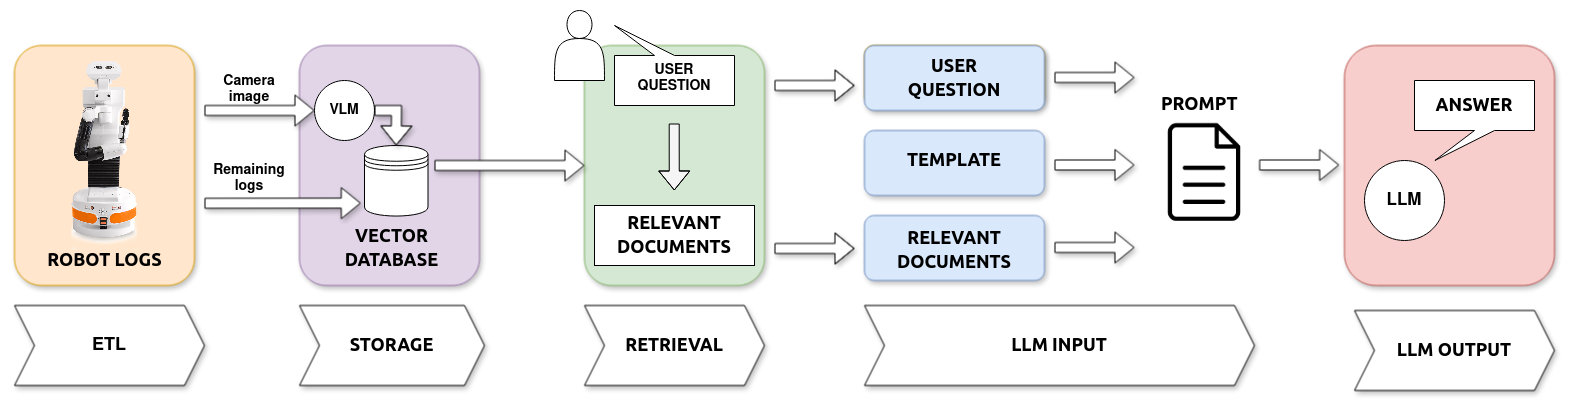 Camera
image
Remaining
logs
ROBOT LOGS
VLM
VECTOR
DATABASE
USER
QUESTION
RELEVANT
DOCUMENTS
USER
QUESTION
TEMPLATE
RELEVANT
DOCUMENTS
PROMPT
ANSWER
LLM
ETL
STORAGE
RETRIEVAL
LLM INPUT
LLM OUTPUT